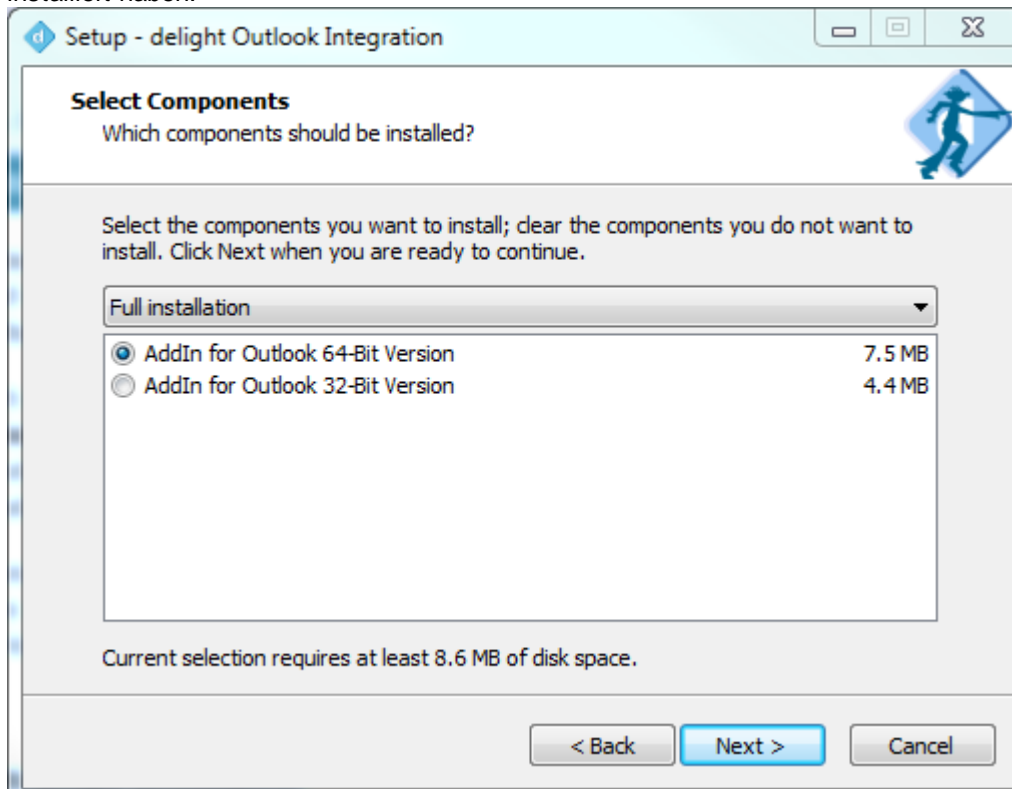 Setup - delight Outlook Integration
Select Components
Which components should be installed?
Select the components you want to install; clear the components you do not want to
install. Click Next when you are ready to continue.
Full installation
AddIn for Outlook 64-Bit Version 7.5 MB
AddIn for Outlook 32-Bit Version 4.4 MB
Current selection requires at least 8.6 MB of disk space.
< Back Next > Cancel